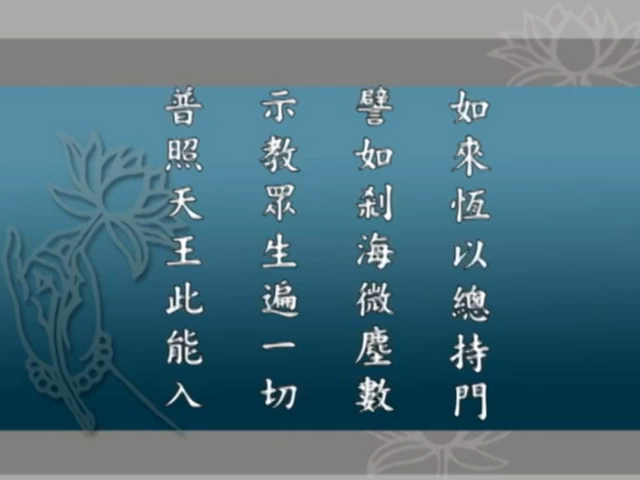 如來恆以總持門
譬如剎海微塵數
示教眾生遍一切
普照天王此能入